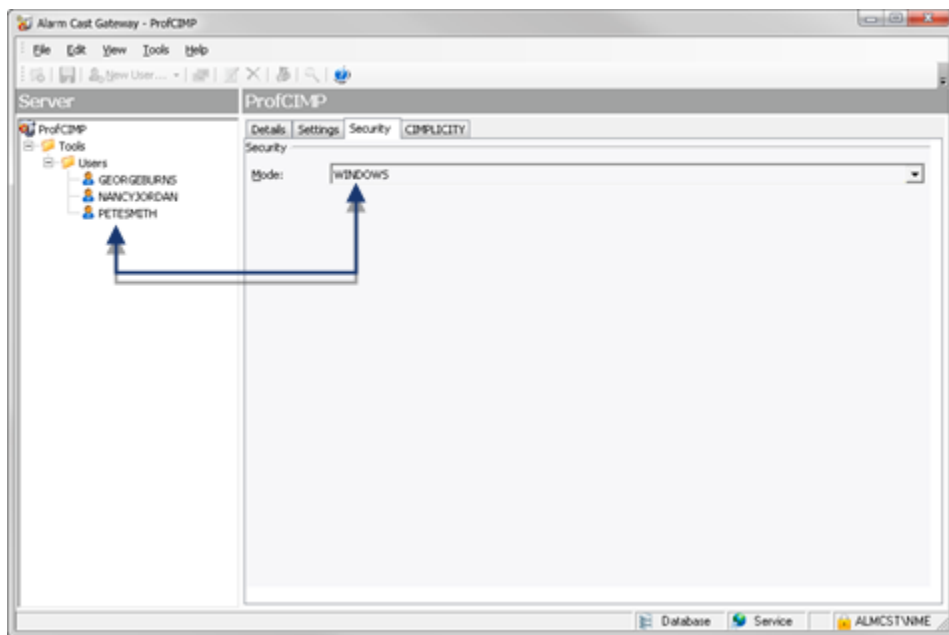 Alarm Cast Gateway - ProfCIMP
File Edit View Tools Help
New User...
Server
ProfCIMP
ProfCIMP
Tools
Users
GEORGEBURNS
NANCYJORDAN
PETESMITH
Details Settings Security CIMPLICITY
Security
Mode: WINDOWS
Database Service ALMCST\NME